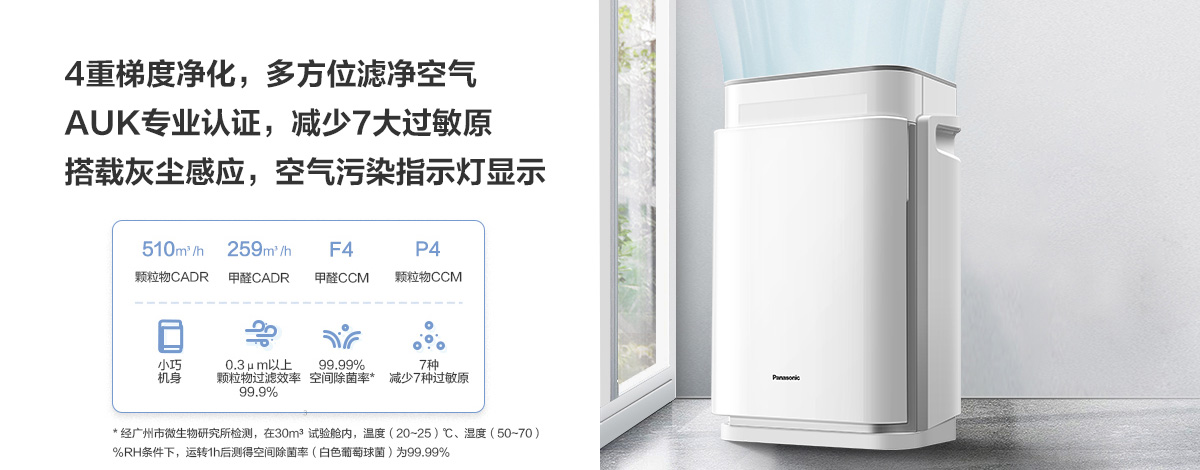 4重梯度净化，多方位滤净空气
AUK专业认证，减少7大过敏原
搭载灰尘感应，空气污染指示灯显示
510m³/h 259m³/h F4 P4
颗粒物CADR 甲醛CADR 甲醛CCM 颗粒物CCM
小巧 0.3μm以上 99.99% 7种
机身 颗粒物过滤效率 空间除菌率* 减少7种过敏原
99.9%
*经广州市微生物研究所检测，在30m³ 试验舱内，温度（20~25）℃、湿度（50~70）
%RH条件下，运转1h后测得空间除菌率（白色葡萄球菌）为99.99%
Panasonic